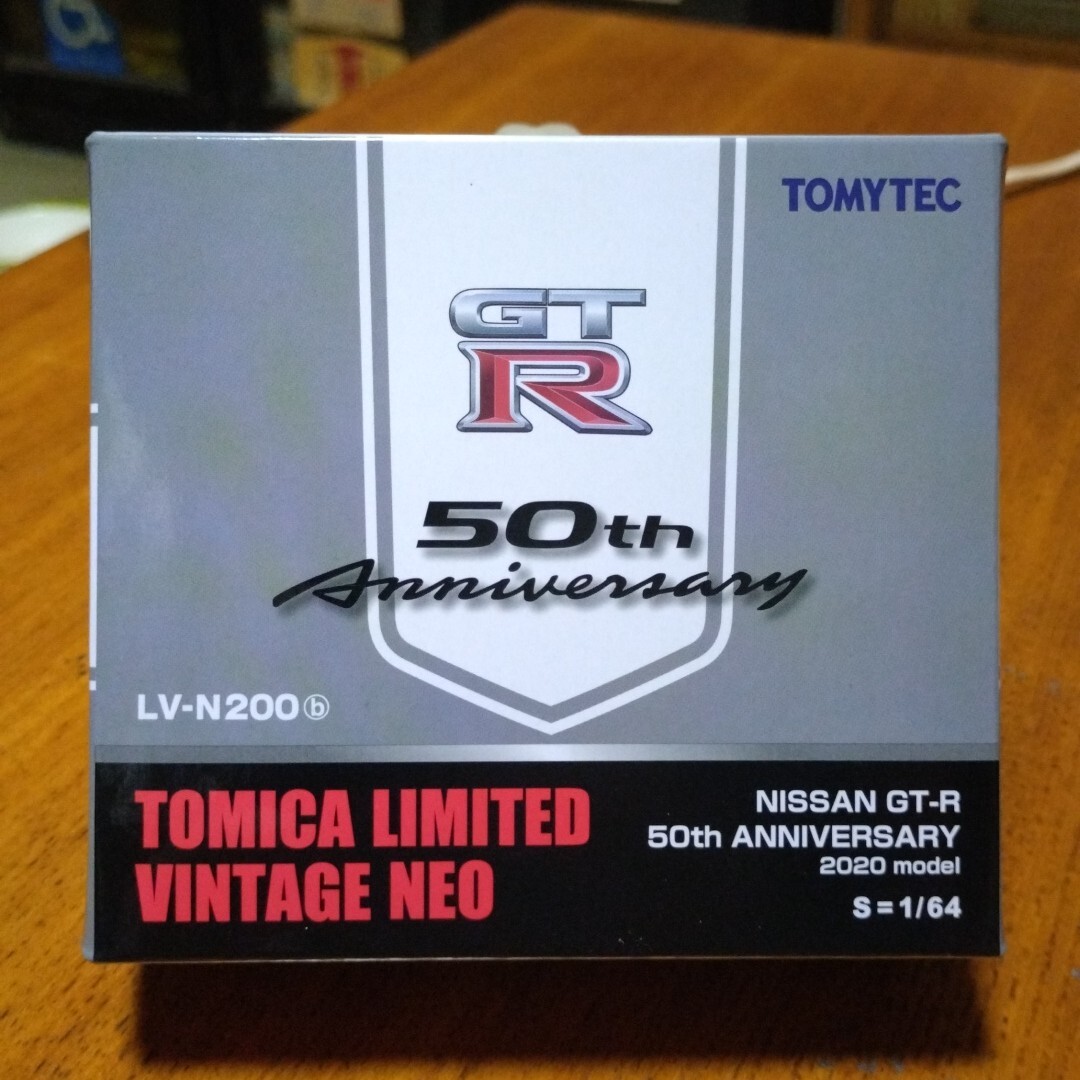 TOMYTEC
GT
R
50th
Anniversary
LV-N200ⓑ
TOMICA LIMITED
VINTAGE NEO
NISSAN GT-R
50th ANNIVERSARY
2020 model
S=1/64